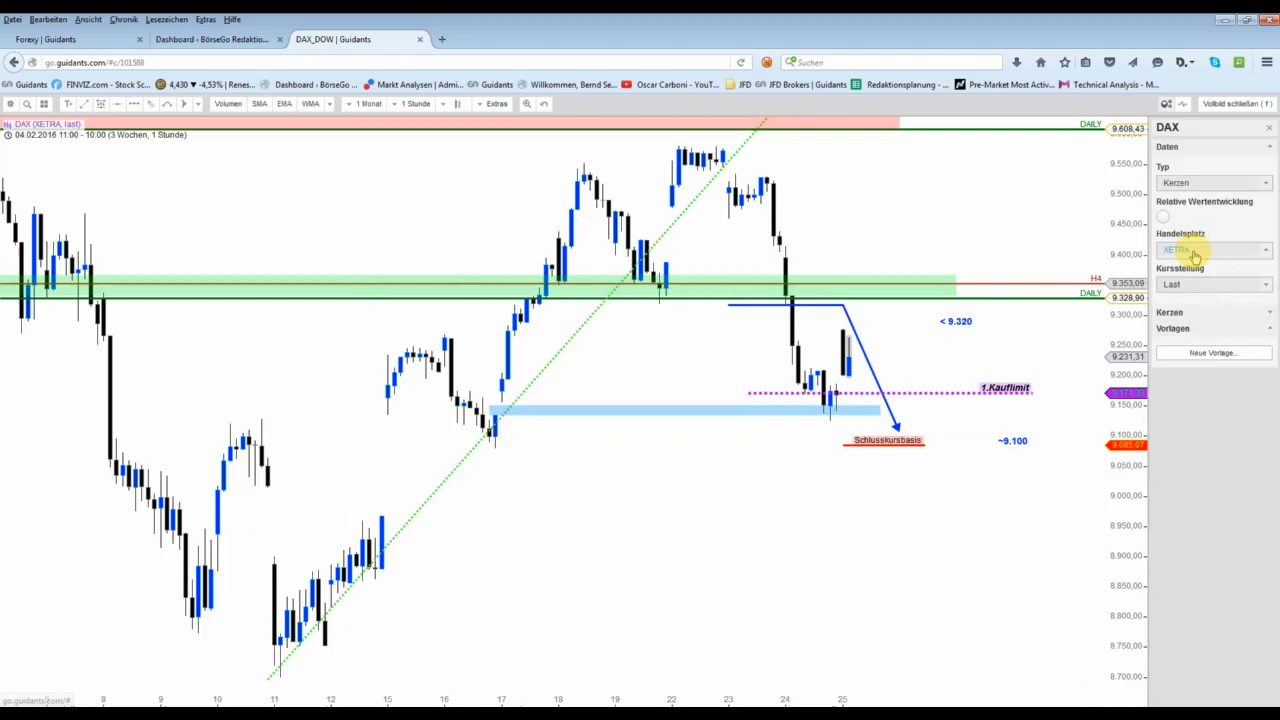 Datei Bearbeiten Ansicht Chronik Lesezeichen Extras Hilfe
Forexy | Guidants × Dashboard ‹ BörseGo Redaktio... × DAX_DOW | Guidants ×
go.guidants.com/#c/101588 Suchen
Guidants FINVIZ.com - Stock Sc... 4,430 ▼ -4,53% | Renes... Dashboard ‹ BörseGo ... Markt Analysen | Admi... Guidants Willkommen, Bernd Se... Oscar Carboni - YouT... JFD JFD Brokers | Guidants Redaktionsplanung - ... Pre-Market Most Activ... Technical Analysis - M...
Volumen SMA EMA WMA 1 Monat 1 Stunde Extras Vollbild schließen ( f )
DAX (XETRA, last)
04.02.2016 11:00 - 10:00 (3 Wochen, 1 Stunde)
DAILY 9.608,43
9.550,00
9.500,00
9.450,00
9.400,00
H4 9.353,09
DAILY 9.328,90
9.300,00
< 9.320
9.250,00
9.231,31
9.200,00
1.Kauflimit
9.150,00
9.100,00
Schlusskursbasis ~9.100
9.085,07
9.050,00
9.000,00
8.950,00
8.900,00
8.850,00
8.800,00
8.750,00
8.700,00
8 9 10 11 12 15 16 17 18 19 22 23 24 25
go.guidants.com/#
DAX ×
Daten
Typ
Kerzen
Relative Wertentwicklung
Handelsplatz
XETRA
Kursstellung
Last
Kerzen
Vorlagen
Neue Vorlage...